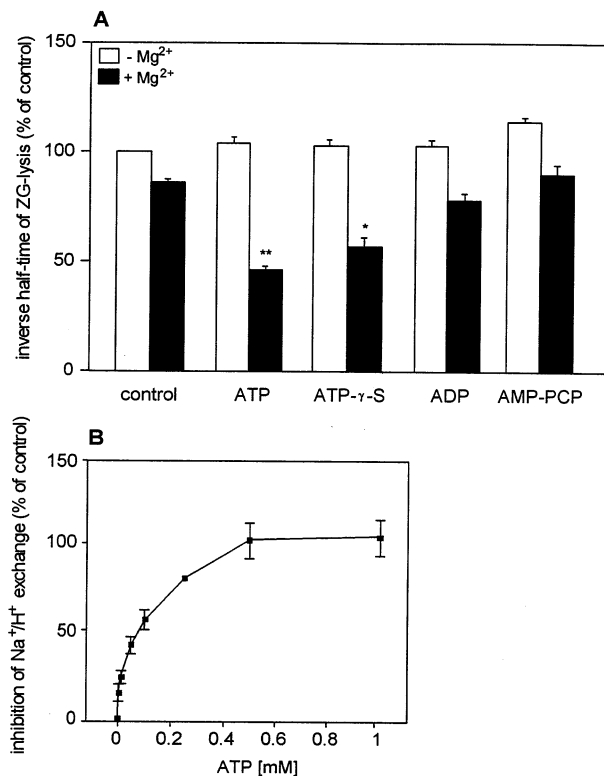 A
inverse half-time of ZG-lysis (% of control)
150
100
50
0
- Mg²⁺
+ Mg²⁺
**
*
control
ATP
ATP-γ-S
ADP
AMP-PCP
B
inhibition of Na⁺/H⁺ exchange (% of control)
150
100
50
0
0
0.2
0.4
0.6
0.8
1
ATP [mM]